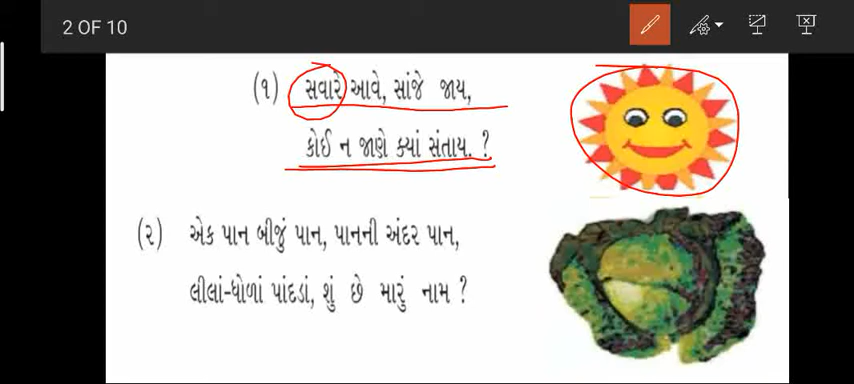 2 OF 10
(૧) સવારે આવે, સાંજે જાય,
કોઈ ન જાણે ક્યાં સંતાય. ?
(૨) એક પાન બીજું પાન, પાનની અંદર પાન,
લીલાં-ધોળાં પાંદડાં, શું છે મારું નામ ?